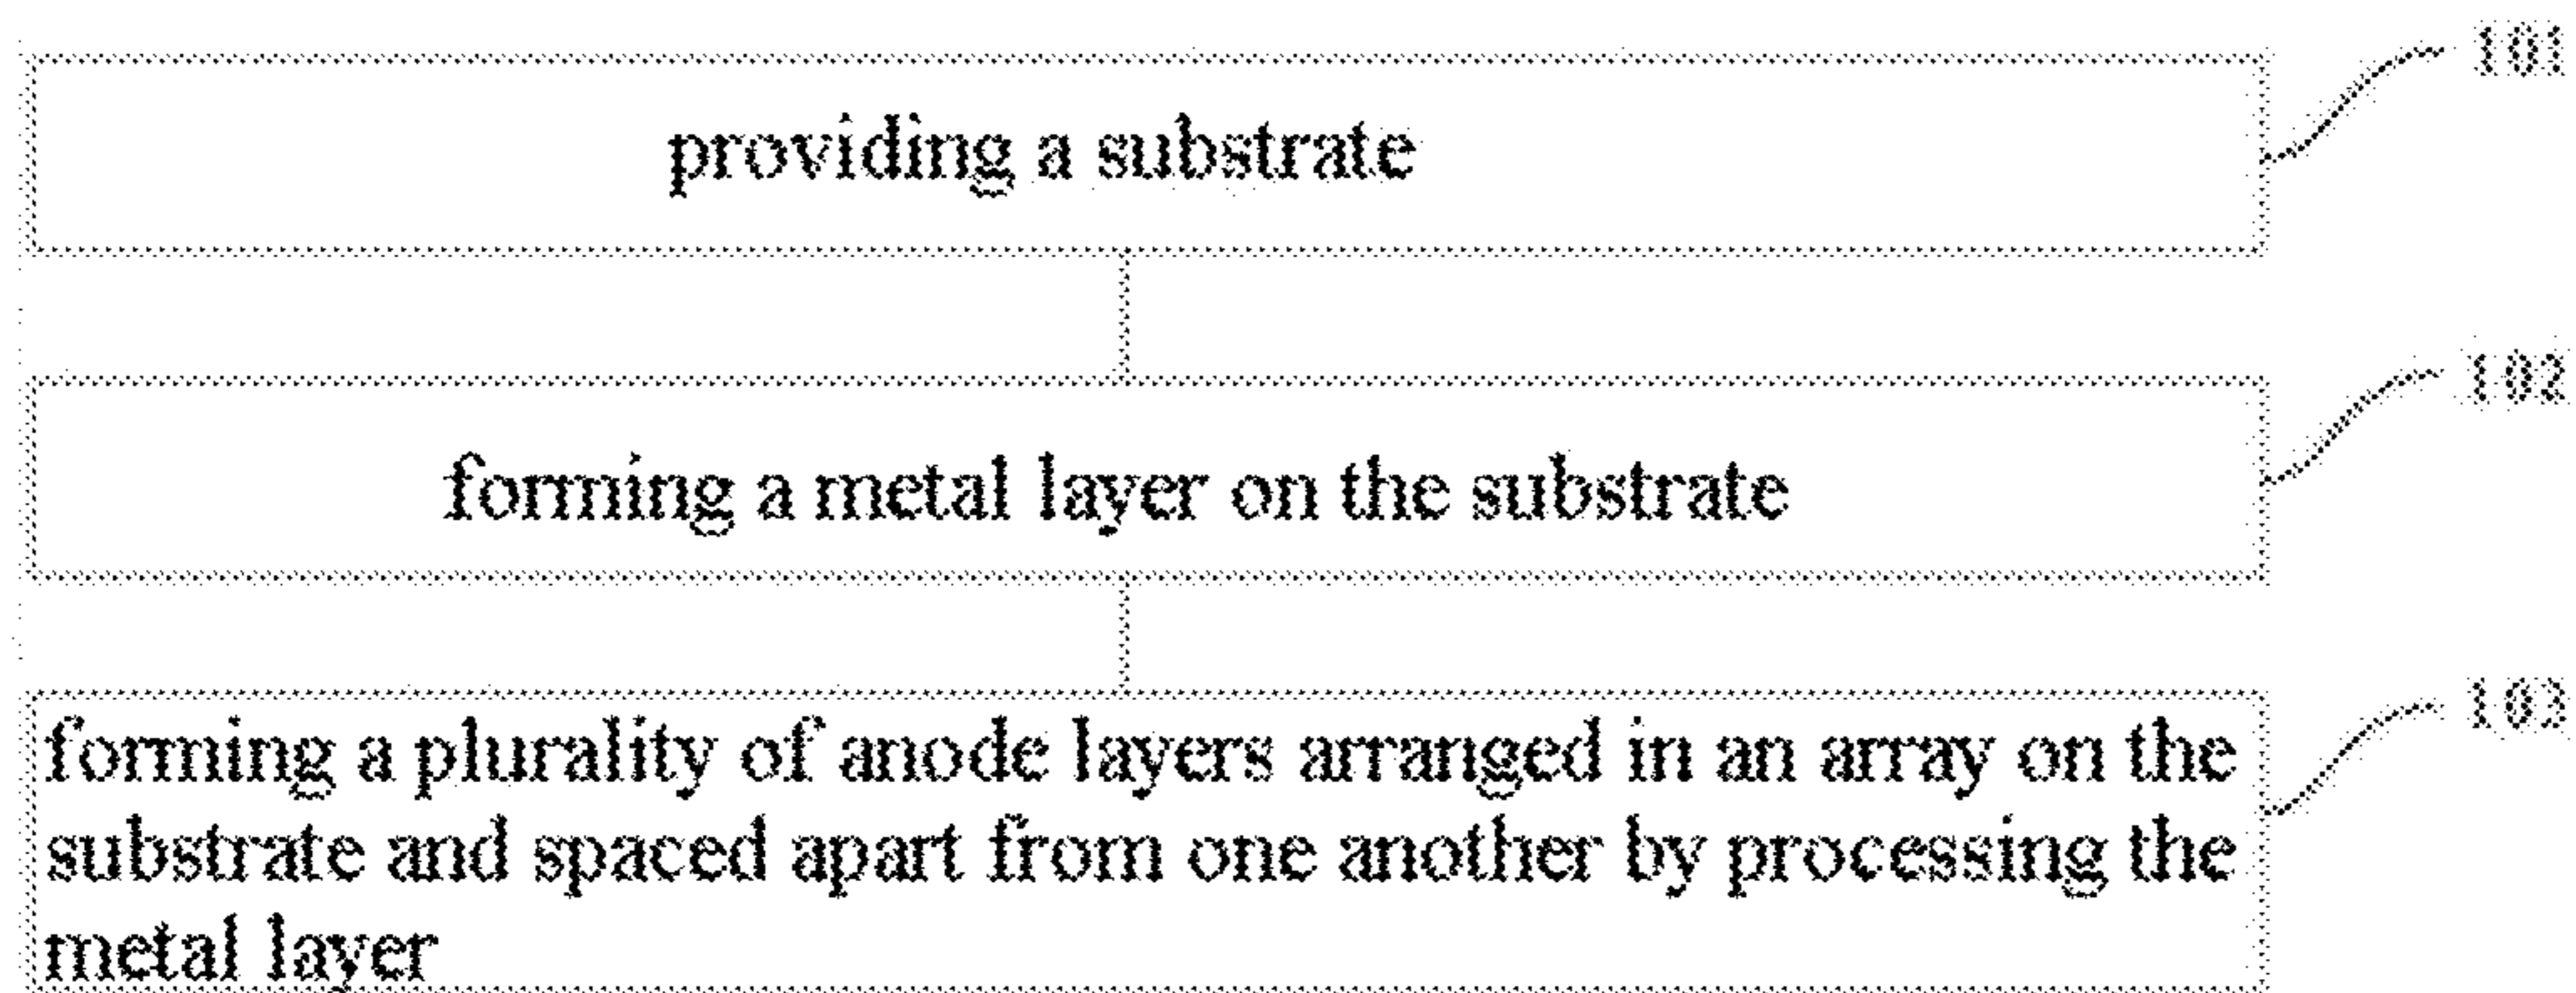 101
providing a substrate
102
forming a metal layer on the substrate
103
forming a plurality of anode layers arranged in an array on the
substrate and spaced apart from one another by processing the
metal layer